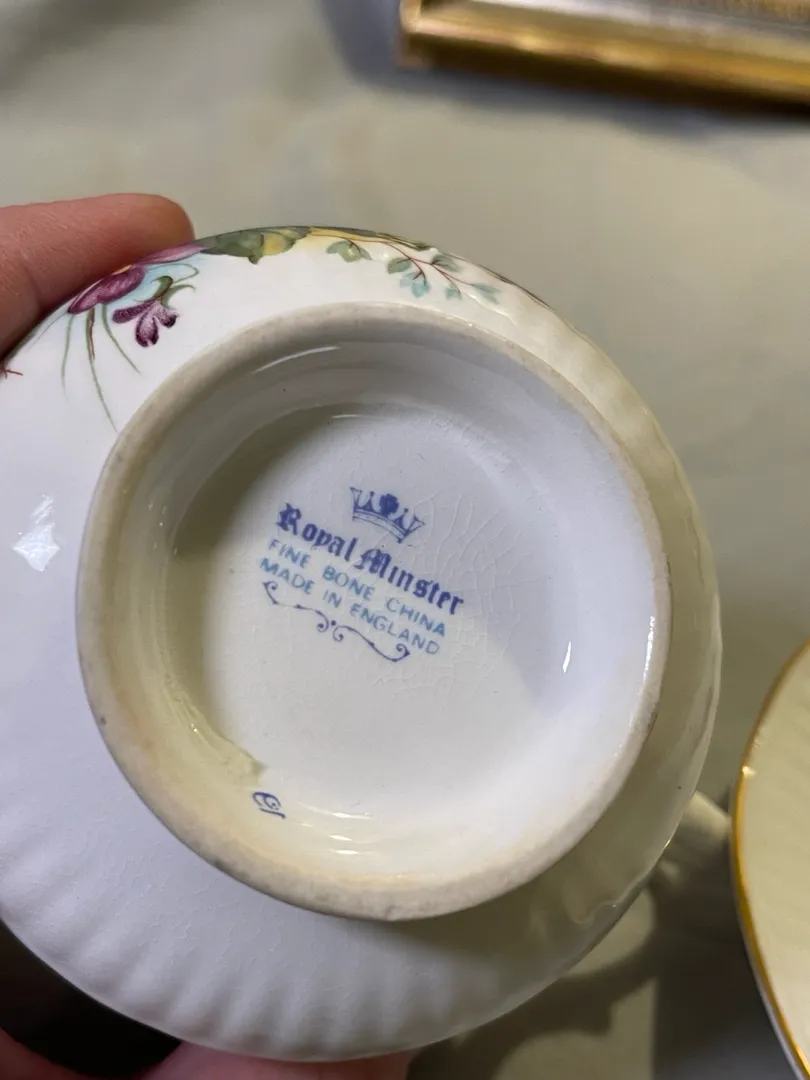 Royal Minster
FINE BONE CHINA
MADE IN ENGLAND